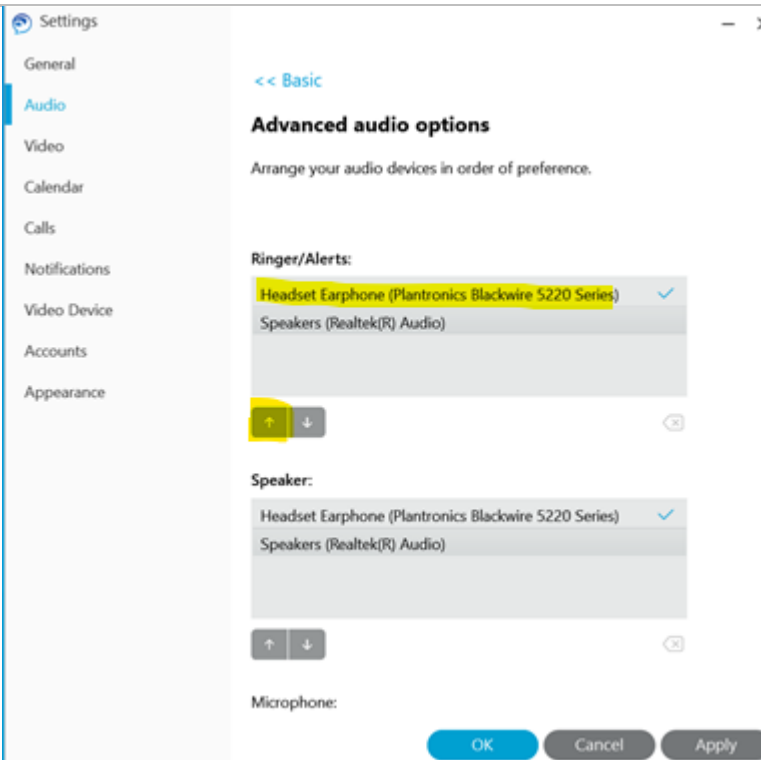 Settings
General
Audio
Video
Calendar
Calls
Notifications
Video Device
Accounts
Appearance
<< Basic
Advanced audio options
Arrange your audio devices in order of preference.
Ringer/Alerts:
Headset Earphone (Plantronics Blackwire 5220 Series)
Speakers (Realtek(R) Audio)
Speaker:
Headset Earphone (Plantronics Blackwire 5220 Series)
Speakers (Realtek(R) Audio)
Microphone:
OK Cancel Apply